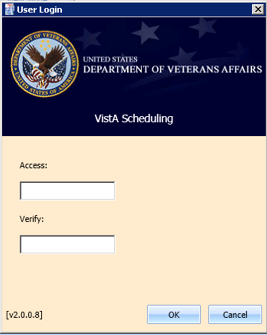 User Login
UNITED STATES
DEPARTMENT OF VETERANS AFFAIRS
VistA Scheduling
Access:
Verify:
[v2.0.0.8]
OK
Cancel